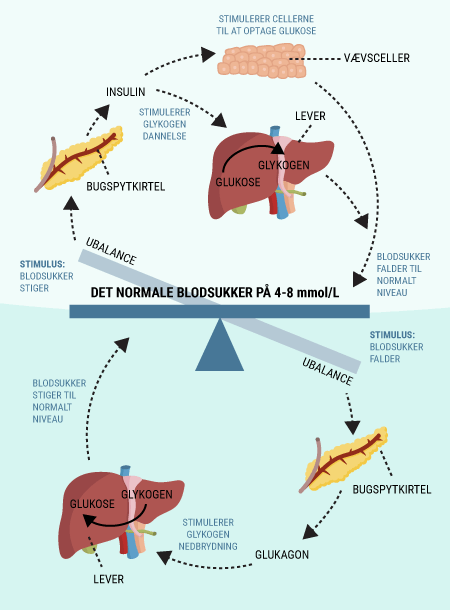 STIMULERER CELLERNE
TIL AT OPTAGE GLUKOSE
VÆVSCELLER
INSULIN
STIMULERER
GLYKOGEN
DANNELSE
LEVER
GLYKOGEN
GLUKOSE
BUGSPYTKIRTEL
STIMULUS:
BLODSUKKER
STIGER
UBALANCE
BLODSUKKER
FALDER TIL
NORMALT
NIVEAU
DET NORMALE BLODSUKKER PÅ 4-8 mmol/L
STIMULUS:
BLODSUKKER
FALDER
UBALANCE
BLODSUKKER
STIGER TIL
NORMALT
NIVEAU
BUGSPYTKIRTEL
GLYKOGEN
GLUKOSE
STIMULERER
GLYKOGEN
NEDBRYDNING
GLUKAGON
LEVER